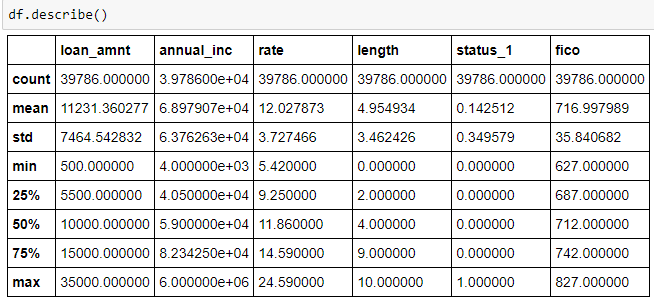 df.describe()
loan_amnt annual_inc rate length status_1 fico
count 39786.000000 3.978600e+04 39786.000000 39786.000000 39786.000000 39786.000000
mean 11231.360277 6.897907e+04 12.027873 4.954934 0.142512 716.997989
std 7464.542832 6.376263e+04 3.727466 3.462426 0.349579 35.840682
min 500.000000 4.000000e+03 5.420000 0.000000 0.000000 627.000000
25% 5500.000000 4.050000e+04 9.250000 2.000000 0.000000 687.000000
50% 10000.000000 5.900000e+04 11.860000 4.000000 0.000000 712.000000
75% 15000.000000 8.234250e+04 14.590000 9.000000 0.000000 742.000000
max 35000.000000 6.000000e+06 24.590000 10.000000 1.000000 827.000000